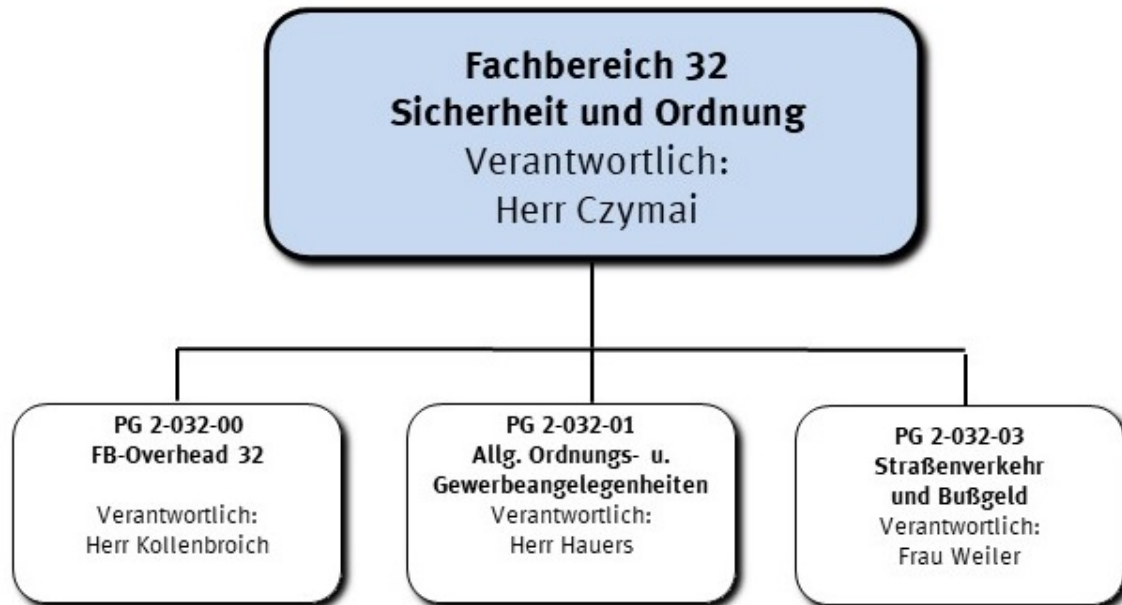 Fachbereich 32
Sicherheit und Ordnung
Verantwortlich:
Herr Czymai
PG 2-032-00
FB-Overhead 32
Verantwortlich:
Herr Kollenbroich
PG 2-032-01
Allg. Ordnungs- u.
Gewerbeangelegenheiten
Verantwortlich:
Herr Hauers
PG 2-032-03
Straßenverkehr
und Bußgeld
Verantwortlich:
Frau Weiler